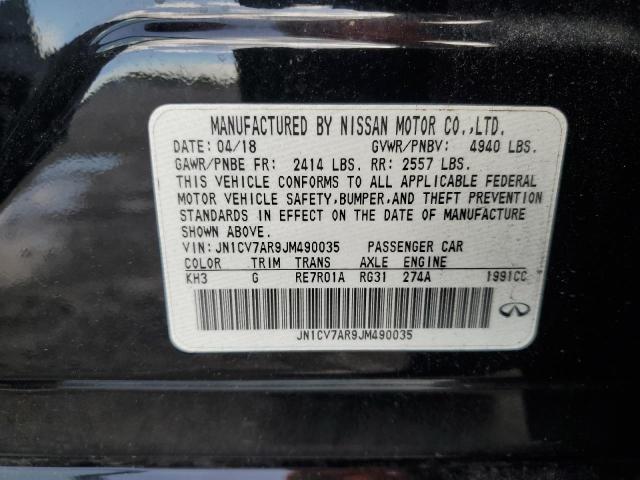 MANUFACTURED BY NISSAN MOTOR CO.,LTD.
DATE: 04/18 GVWR/PNBV: 4940 LBS.
GAWR/PNBE FR: 2414 LBS. RR: 2557 LBS.
THIS VEHICLE CONFORMS TO ALL APPLICABLE FEDERAL
MOTOR VEHICLE SAFETY,BUMPER,AND THEFT PREVENTION
STANDARDS IN EFFECT ON THE DATE OF MANUFACTURE
SHOWN ABOVE.
VIN: JN1CV7AR9JM490035 PASSENGER CAR
COLOR TRIM TRANS AXLE ENGINE
KH3 G RE7R01A RG31 274A 1991CC
JN1CV7AR9JM490035